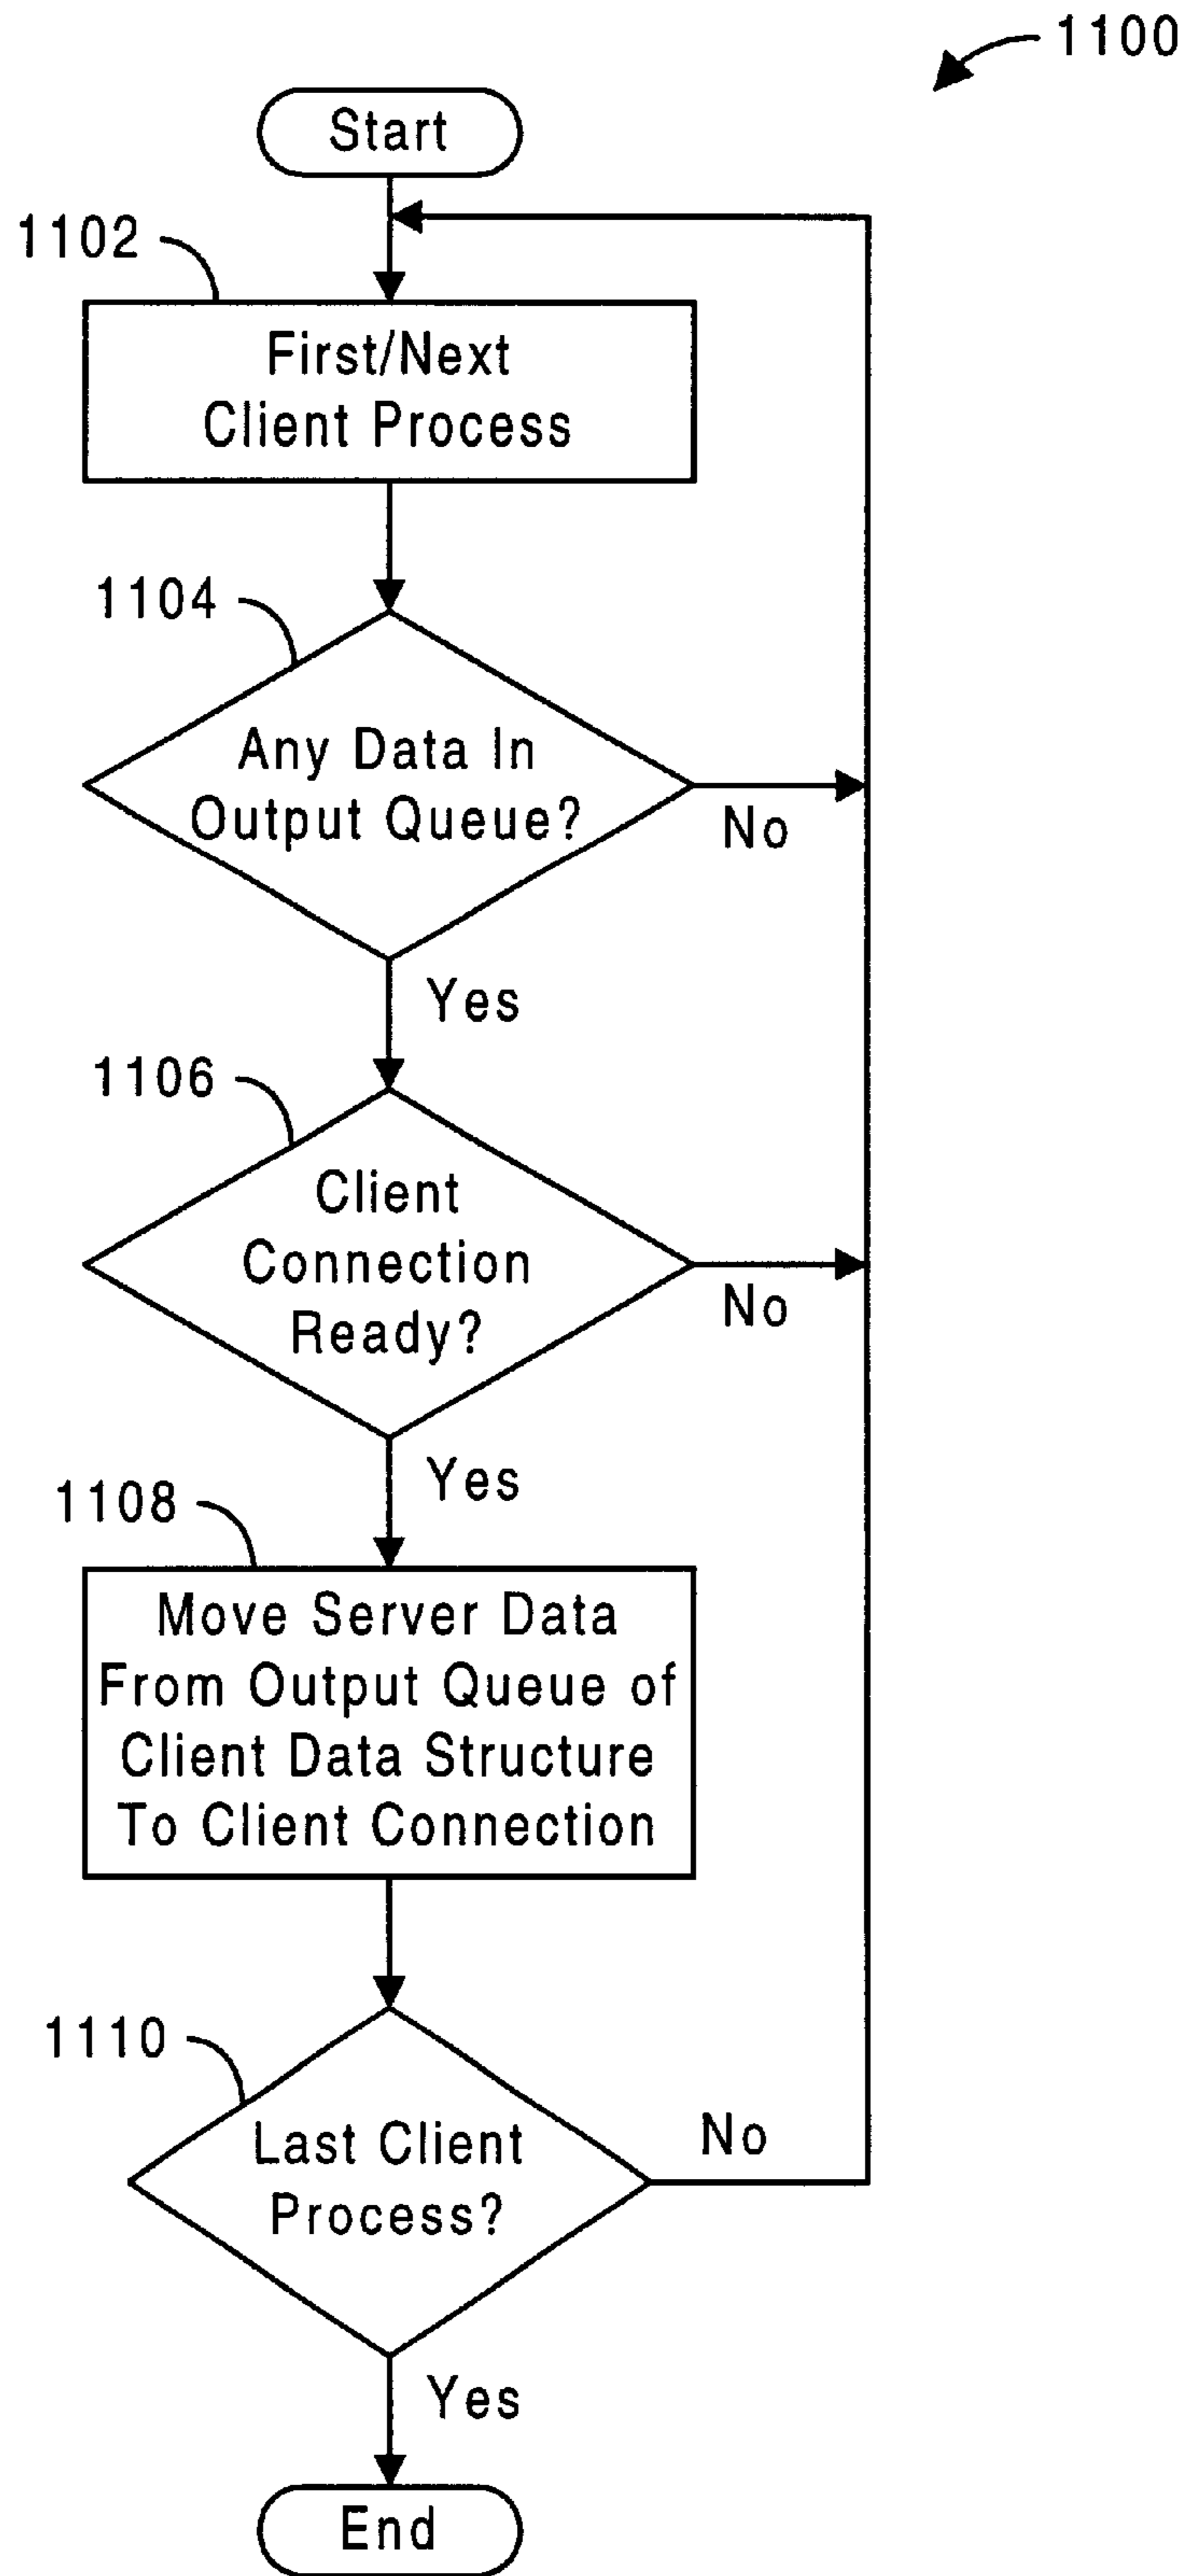 1100
Start
1102
First/Next
Client Process
1104
Any Data In
Output Queue?
No
Yes
1106
Client
Connection
Ready?
No
Yes
1108
Move Server Data
From Output Queue of
Client Data Structure
To Client Connection
1110
Last Client
Process?
No
Yes
End